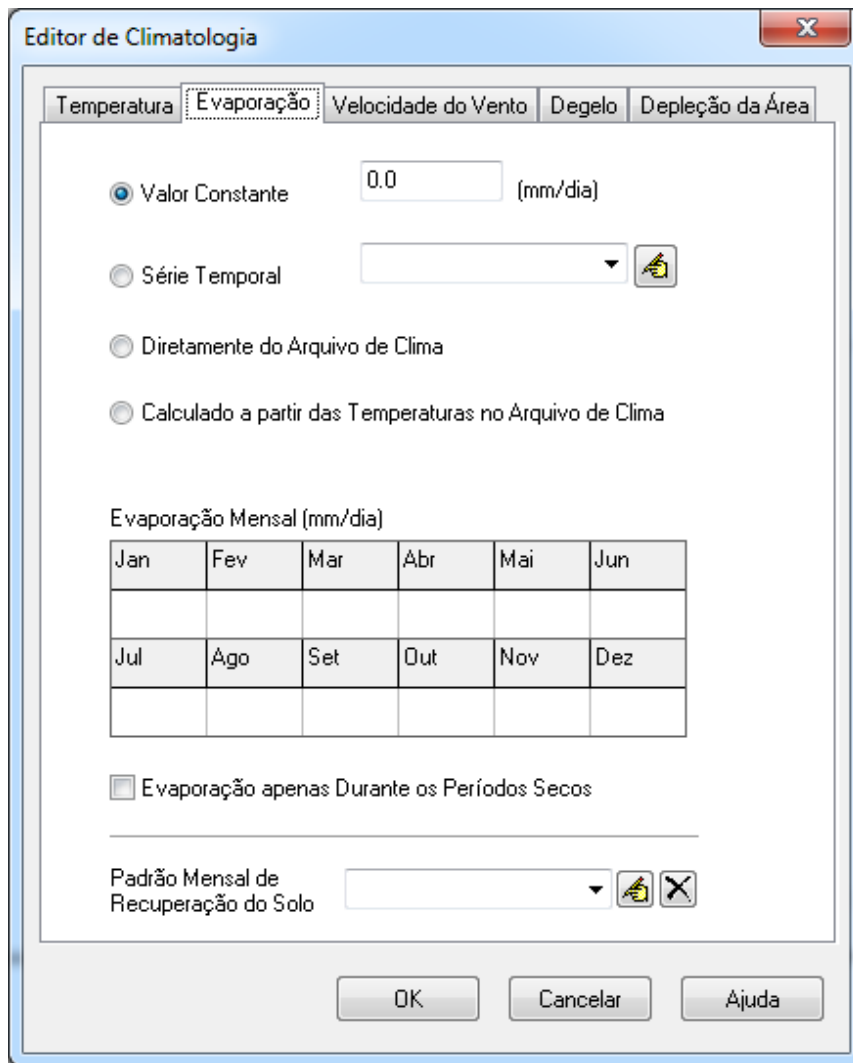 Editor de Climatologia
Temperatura Evaporação Velocidade do Vento Degelo Depleção da Área
Valor Constante 0.0 (mm/dia)
Série Temporal
Diretamente do Arquivo de Clima
Calculado a partir das Temperaturas no Arquivo de Clima
Evaporação Mensal (mm/dia)
Jan Fev Mar Abr Mai Jun
Jul Ago Set Out Nov Dez
Evaporação apenas Durante os Períodos Secos
Padrão Mensal de
Recuperação do Solo
OK Cancelar Ajuda